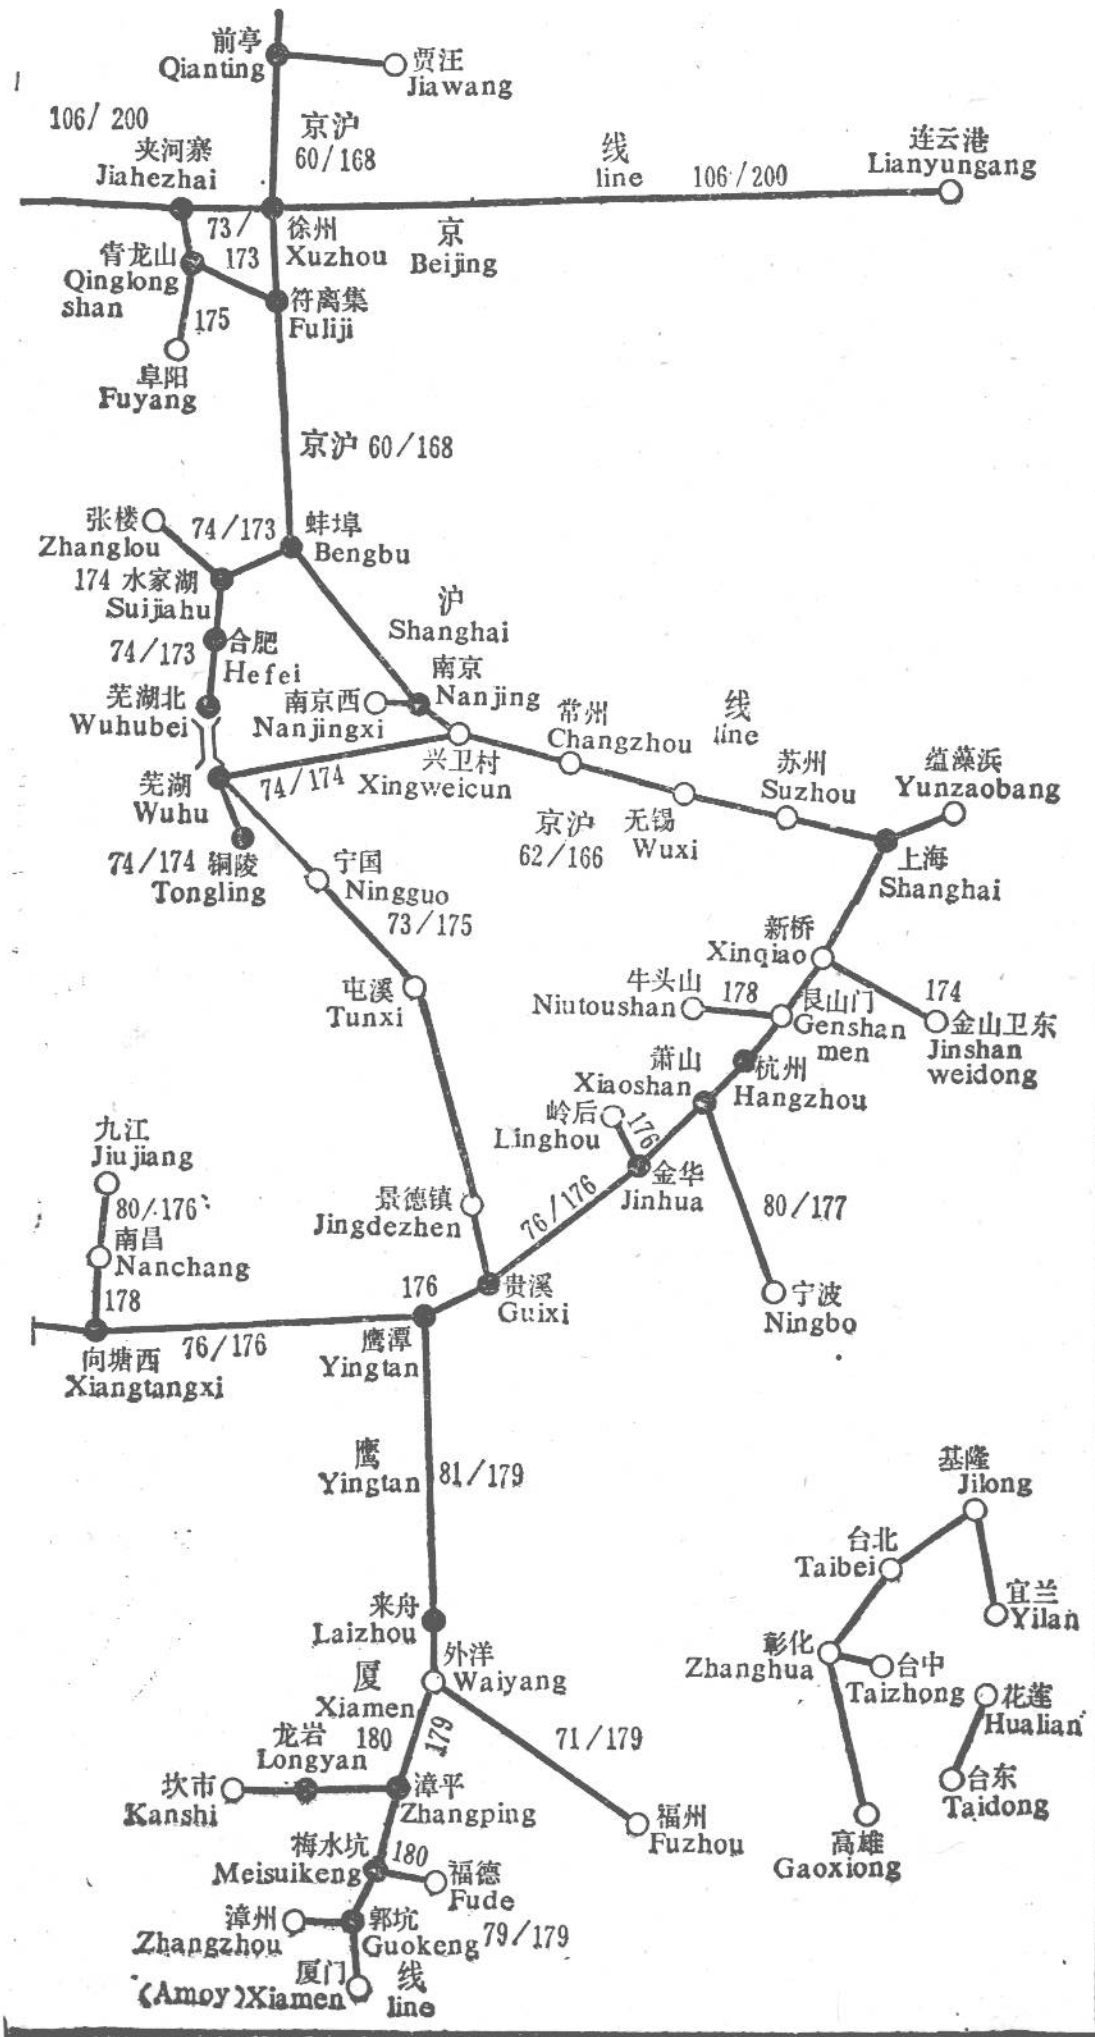 前亭
Qianting
贾汪
Jiawang
106/200
京沪
60/168
夹河寨
Jiahezhai
线
line
106/200
连云港
Lianyungang
73/
173
徐州
Xuzhou
京
Beijing
青龙山
Qinglong
shan
符离集
Fuliji
175
阜阳
Fuyang
京沪 60/168
张楼
Zhanglou
74/173
蚌埠
Bengbu
174 水家湖
Suijiahu
沪
Shanghai
74/173
合肥
Hefei
南京
Nanjing
芜湖北
Wuhubei
南京西
Nanjingxi
常州
Changzhou
线
line
兴卫村
Xingweicun
苏州
Suzhou
蕴藻浜
Yunzaobang
芜湖
Wuhu
74/174
京沪
62/166
无锡
Wuxi
上海
Shanghai
74/174 铜陵
Tongling
宁国
Ningguo
73/175
新桥
Xinqiao
屯溪
Tunxi
牛头山
Niutoushan
178
艮山门
Genshan
men
174
金山卫东
Jinshan
weidong
萧山
Xiaoshan
杭州
Hangzhou
岭后
Linghou
176
九江
Jiujiang
金华
Jinhua
80/176
景德镇
Jingdezhen
76/176
80/177
南昌
Nanchang
178
176
贵溪
Guixi
宁波
Ningbo
76/176
向塘西
Xiangtangxi
鹰潭
Yingtan
鹰
Yingtan
81/179
基隆
Jilong
台北
Taibei
来舟
Laizhou
宜兰
Yilan
外洋
Waiyang
彰化
Zhanghua
台中
Taizhong
厦
Xiamen
花莲
Hualian
龙岩
Longyan
180
179
71/179
坎市
Kanshi
漳平
Zhangping
台东
Taidong
福州
Fuzhou
高雄
Gaoxiong
梅水坑
Meisuikeng
180
福德
Fude
漳州
Zhangzhou
郭坑
Guokeng
79/179
厦门
(Amoy)Xiamen
线
line